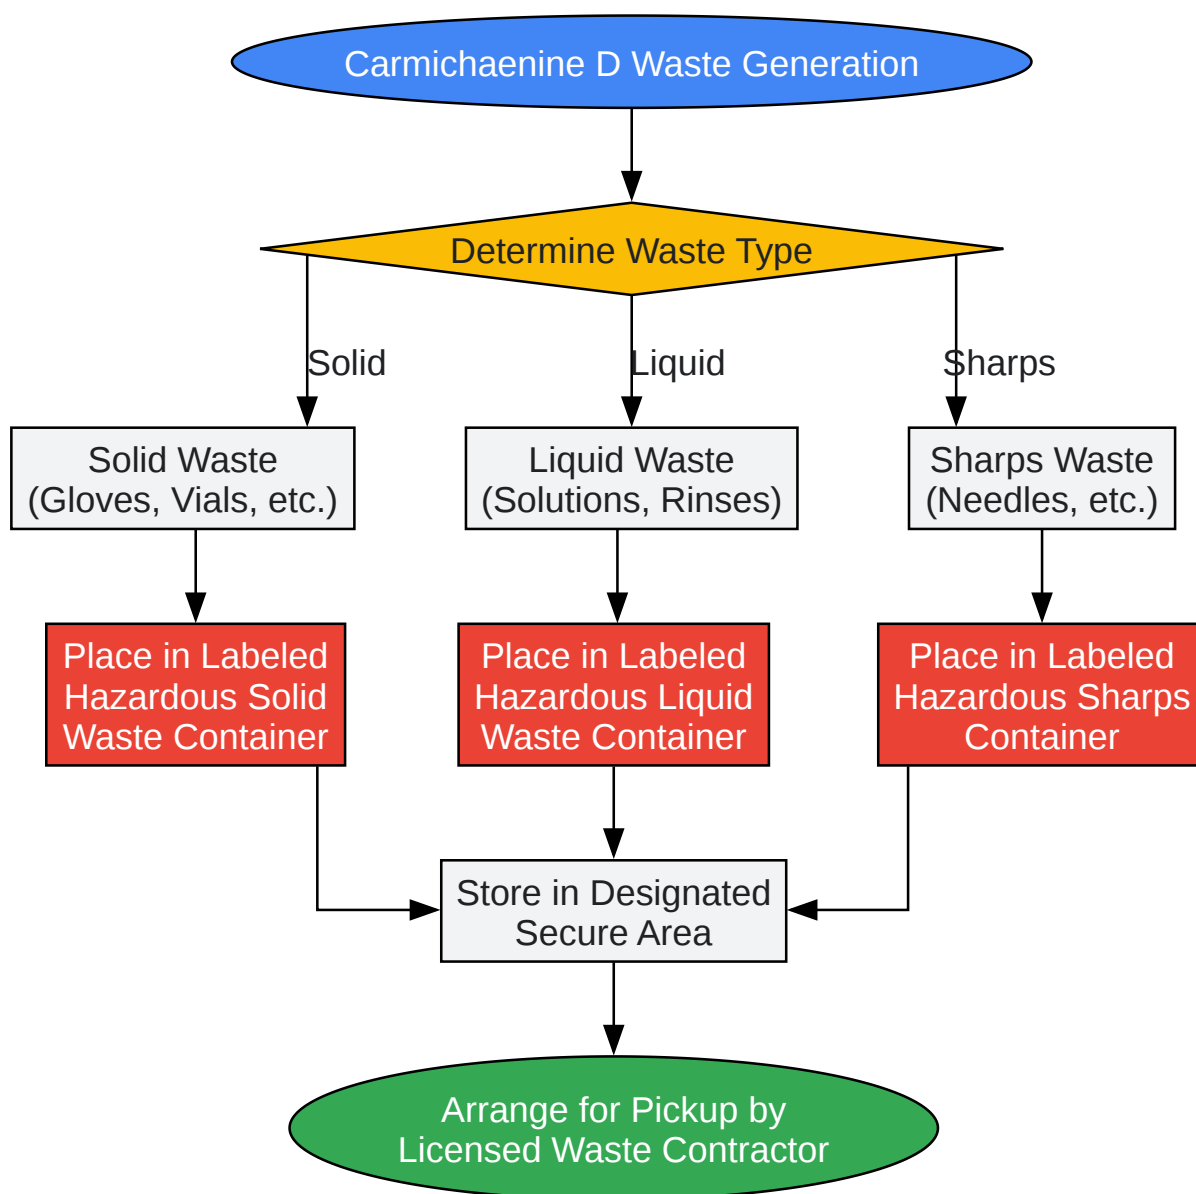 Carmichaenine D Waste Generation
Determine Waste Type
Solid
Liquid
Sharps
Solid Waste
(Gloves, Vials, etc.)
Liquid Waste
(Solutions, Rinses)
Sharps Waste
(Needles, etc.)
Place in Labeled
Hazardous Solid
Waste Container
Place in Labeled
Hazardous Liquid
Waste Container
Place in Labeled
Hazardous Sharps
Container
Store in Designated
Secure Area
Arrange for Pickup by
Licensed Waste Contractor